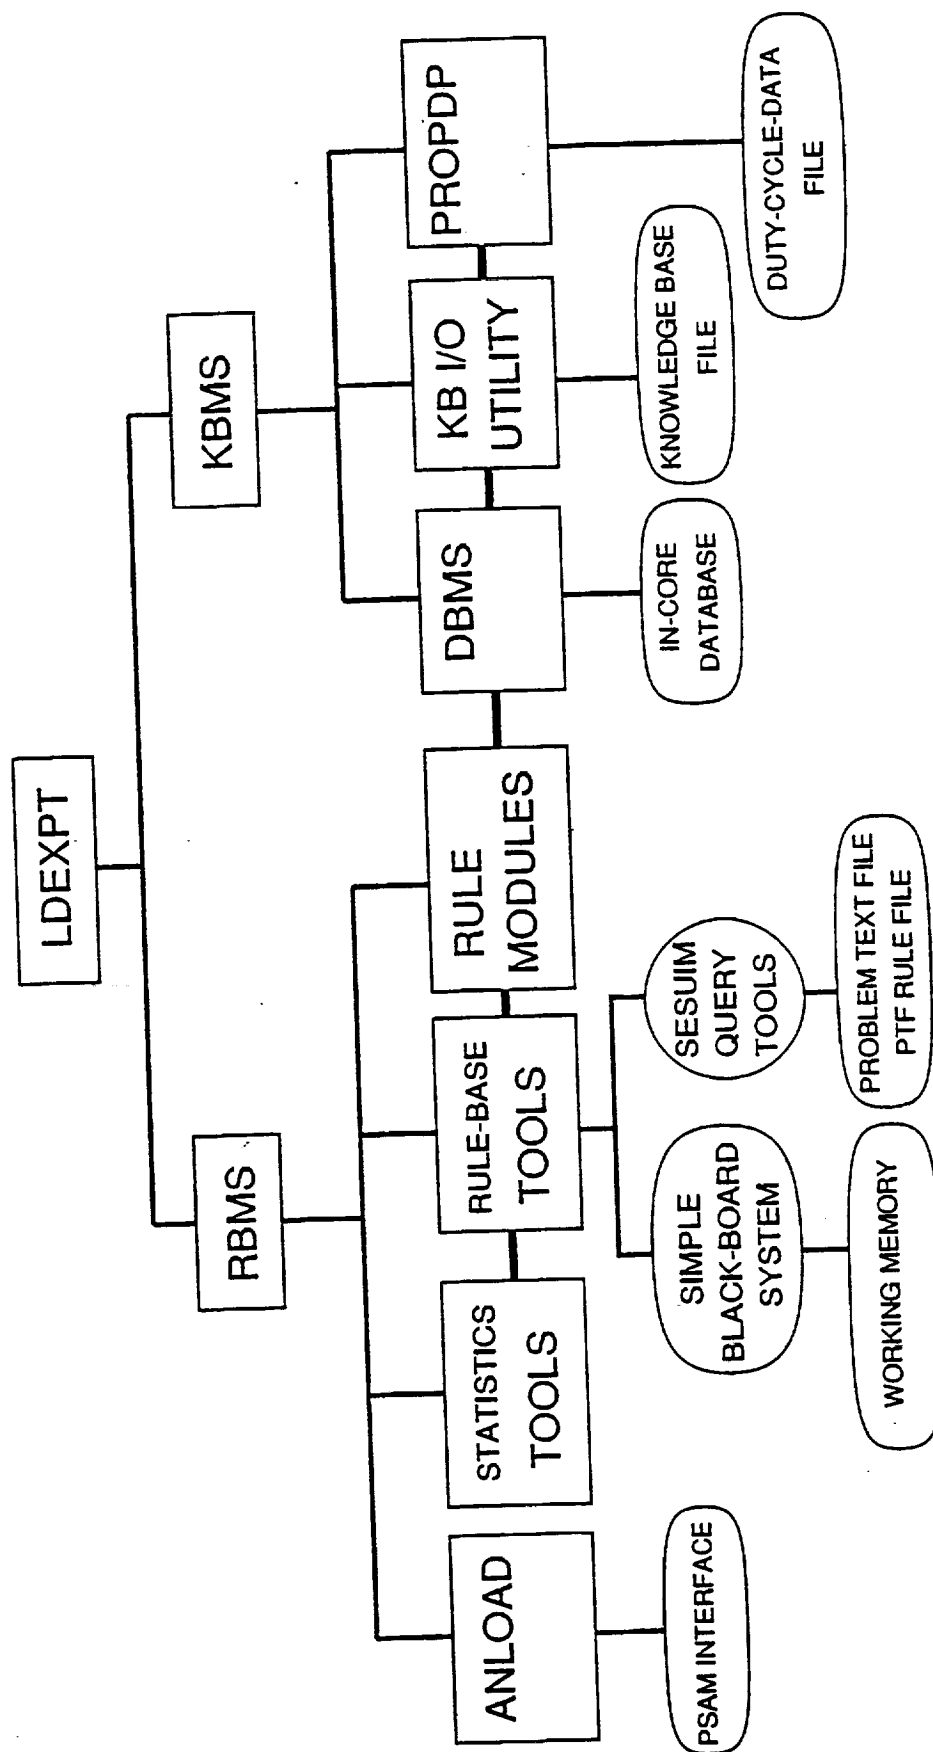 LDEXPT
RBMS
KBMS
ANLOAD
STATISTICS
TOOLS
RULE-BASE
TOOLS
RULE
MODULES
DBMS
KB I/O
UTILITY
PROPDP
PSAM INTERFACE
SIMPLE
BLACK-BOARD
SYSTEM
SESUIM
QUERY
TOOLS
IN-CORE
DATABASE
KNOWLEDGE BASE
FILE
DUTY-CYCLE-DATA
FILE
WORKING MEMORY
PROBLEM TEXT FILE
PTF RULE FILE